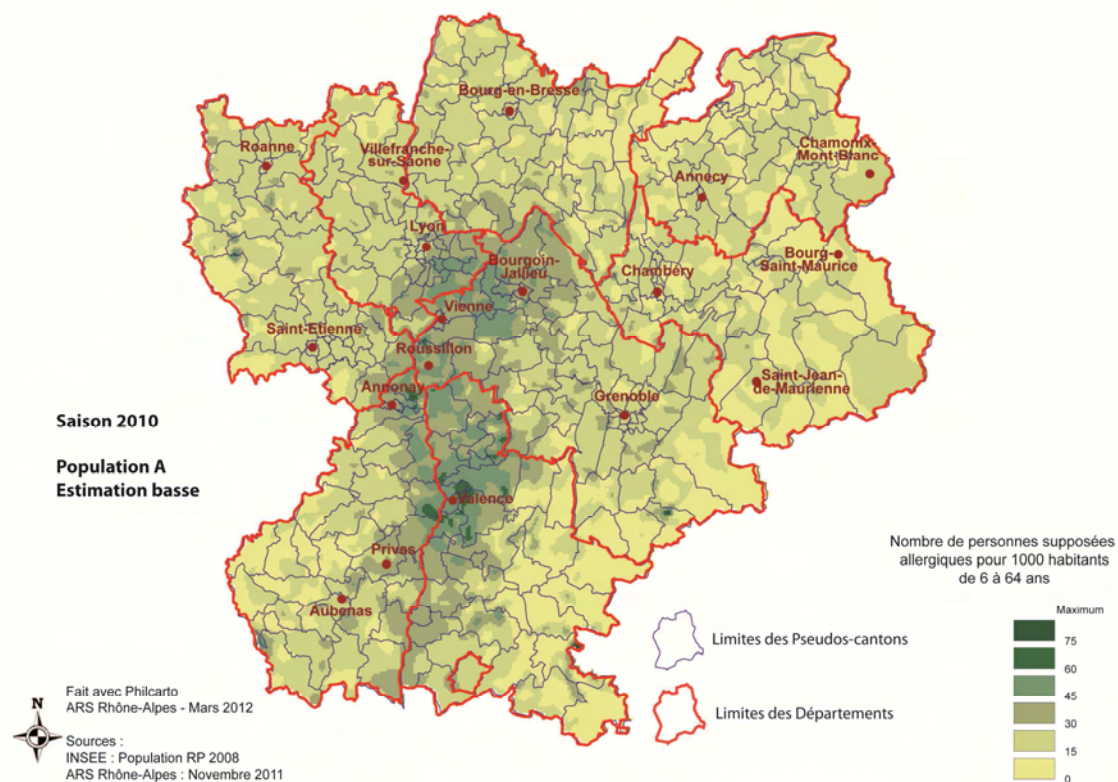 Bourg-en-Bresse
Roanne
Villefranche-
sur-Saone
Chamonix-
Mont-Blanc
Annecy
Lyon
Bourgoin-
Jallieu
Chambéry
Bourg-
Saint-Maurice
Vienne
Saint-Etienne
Roussillon
Annonay
Saint-Jean-
de-Maurienne
Grenoble
Saison 2010
Population A
Estimation basse
Valence
Privas
Aubenas
Nombre de personnes supposées
allergiques pour 1000 habitants
de 6 à 64 ans
Maximum
75
60
45
30
15
0
Limites des Pseudos-cantons
Limites des Départements
N
Fait avec Philcarto
ARS Rhône-Alpes - Mars 2012
Sources :
INSEE : Population RP 2008
ARS Rhône-Alpes : Novembre 2011